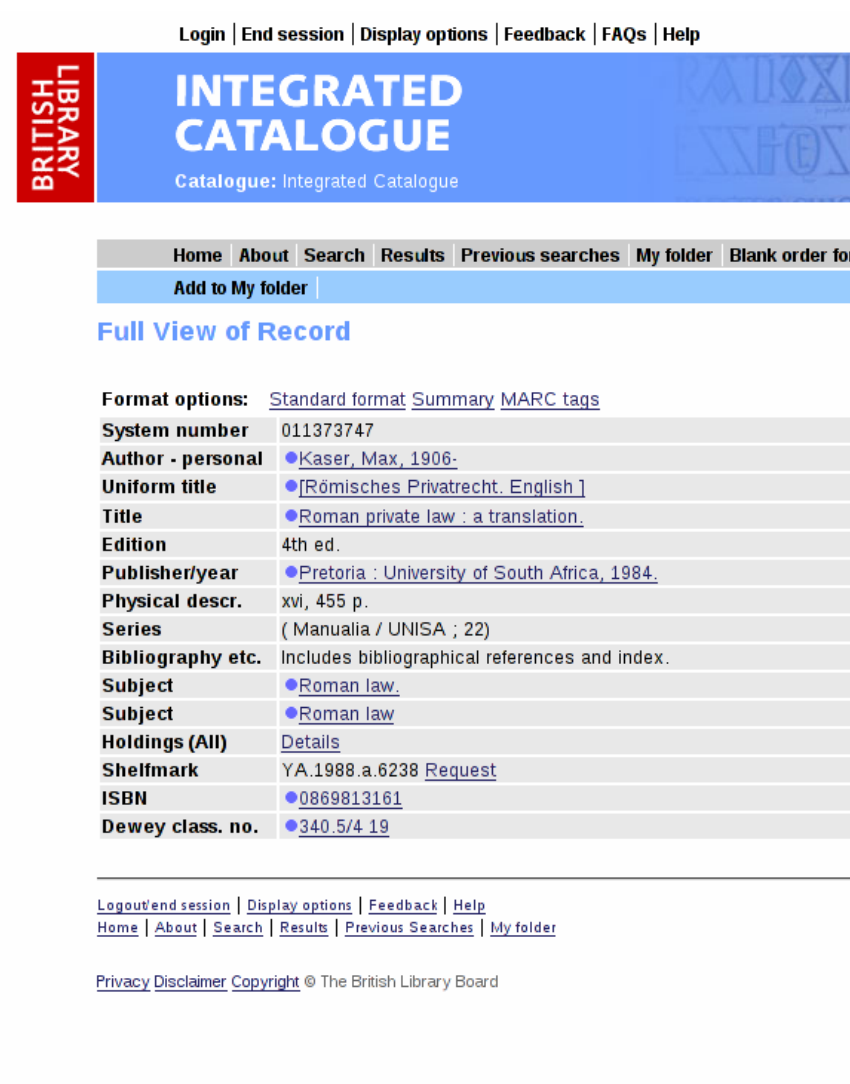 Login | End session | Display options | Feedback | FAQs | Help
BRITISH
LIBRARY
INTEGRATED
CATALOGUE
Catalogue: Integrated Catalogue
Home | About | Search | Results | Previous searches | My folder | Blank order
Add to My folder |
Full View of Record
Format options: Standard format Summary MARC tags
System number 011373747
Author - personal ●Kaser, Max, 1906-
Uniform title ●[Römisches Privatrecht. English ]
Title ●Roman private law : a translation.
Edition 4th ed.
Publisher/year ●Pretoria : University of South Africa, 1984.
Physical descr. xvi, 455 p.
Series ( Manualia / UNISA ; 22)
Bibliography etc. Includes bibliographical references and index.
Subject ●Roman law.
Subject ●Roman law
Holdings (All) Details
Shelfmark YA.1988.a.6238 Request
ISBN ●0869813161
Dewey class. no. ●340.5/4 19
Logout/end session | Display options | Feedback | Help
Home | About | Search | Results | Previous Searches | My folder
Privacy Disclaimer Copyright © The British Library Board